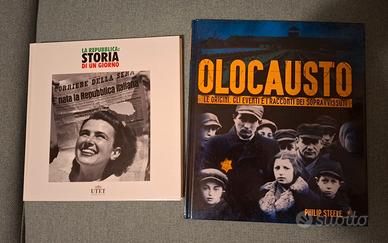 LA REPUBBLICA:
STORIA
DI UN GIORNO
CORRIERE DELLA SERA
nata la Repubblica italiana
UTET
OLOCAUSTO
LE ORIGINI, GLI EVENTI E I RACCONTI DEI SOPRAVVISSUTI
PHILIP STEELE
subito